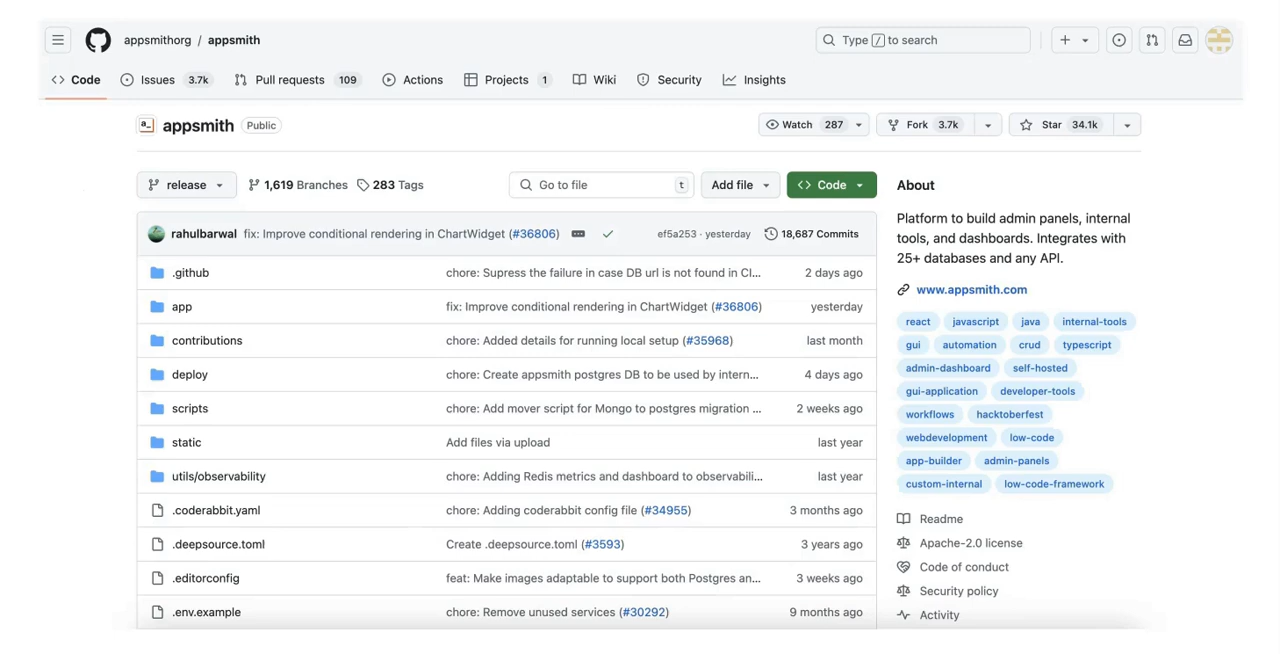 appsmithorg / appsmith
Type / to search
Code Issues 3.7k Pull requests 109 Actions Projects 1 Wiki Security Insights
a_ appsmith Public
Watch 287 Fork 3.7k Star 34.1k
release 1,619 Branches 283 Tags Go to file t Add file Code
rahulbarwal fix: Improve conditional rendering in ChartWidget (#36806) ef5a253 · yesterday 18,687 Commits
.github chore: Supress the failure in case DB url is not found in CI... 2 days ago
app fix: Improve conditional rendering in ChartWidget (#36806) yesterday
contributions chore: Added details for running local setup (#35968) last month
deploy chore: Create appsmith postgres DB to be used by intern... 4 days ago
scripts chore: Add mover script for Mongo to postgres migration ... 2 weeks ago
static Add files via upload last year
utils/observability chore: Adding Redis metrics and dashboard to observabili... last year
.coderabbit.yaml chore: Adding coderabbit config file (#34955) 3 months ago
.deepsource.toml Create .deepsource.toml (#3593) 3 years ago
.editorconfig feat: Make images adaptable to support both Postgres an... 3 weeks ago
.env.example chore: Remove unused services (#30292) 9 months ago
About
Platform to build admin panels, internal
tools, and dashboards. Integrates with
25+ databases and any API.
www.appsmith.com
react javascript java internal-tools
gui automation crud typescript
admin-dashboard self-hosted
gui-application developer-tools
workflows hacktoberfest
webdevelopment low-code
app-builder admin-panels
custom-internal low-code-framework
Readme
Apache-2.0 license
Code of conduct
Security policy
Activity